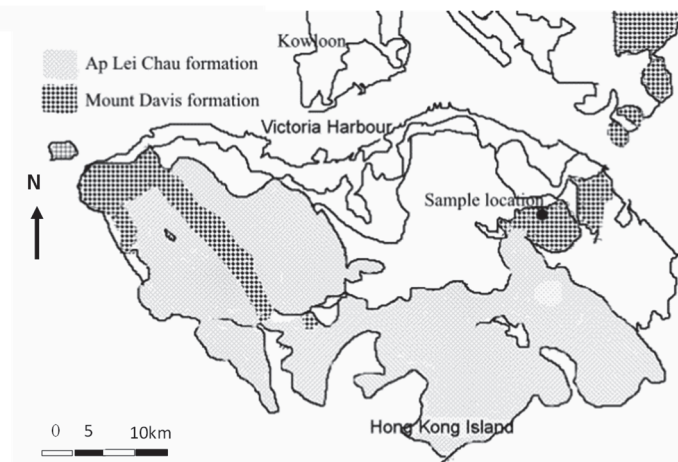 Kowloon
Ap Lei Chau formation
Mount Davis formation
Victoria Harbour
N
Sample location
0 5 10km
Hong Kong Island